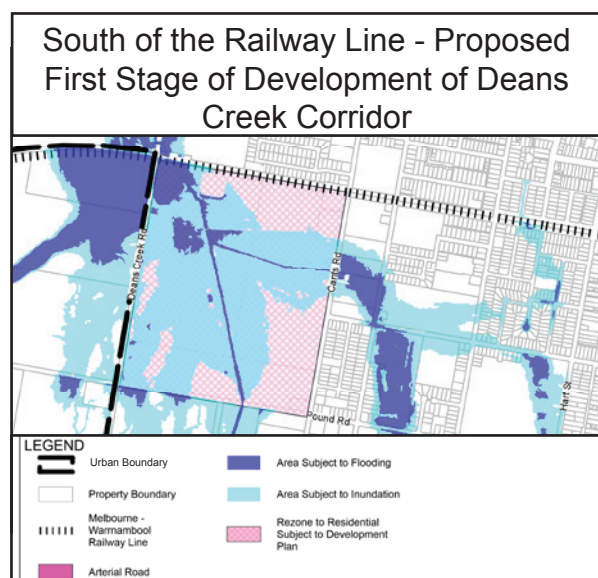 South of the Railway Line - Proposed
First Stage of Development of Deans
Creek Corridor
Deans Creek Rd
Cants Rd
Pound Rd
Hart St
LEGEND
Urban Boundary
Area Subject to Flooding
Property Boundary
Area Subject to Inundation
Melbourne -
Warrnambool
Railway Line
Rezone to Residential
Subject to Development
Plan
Arterial Road